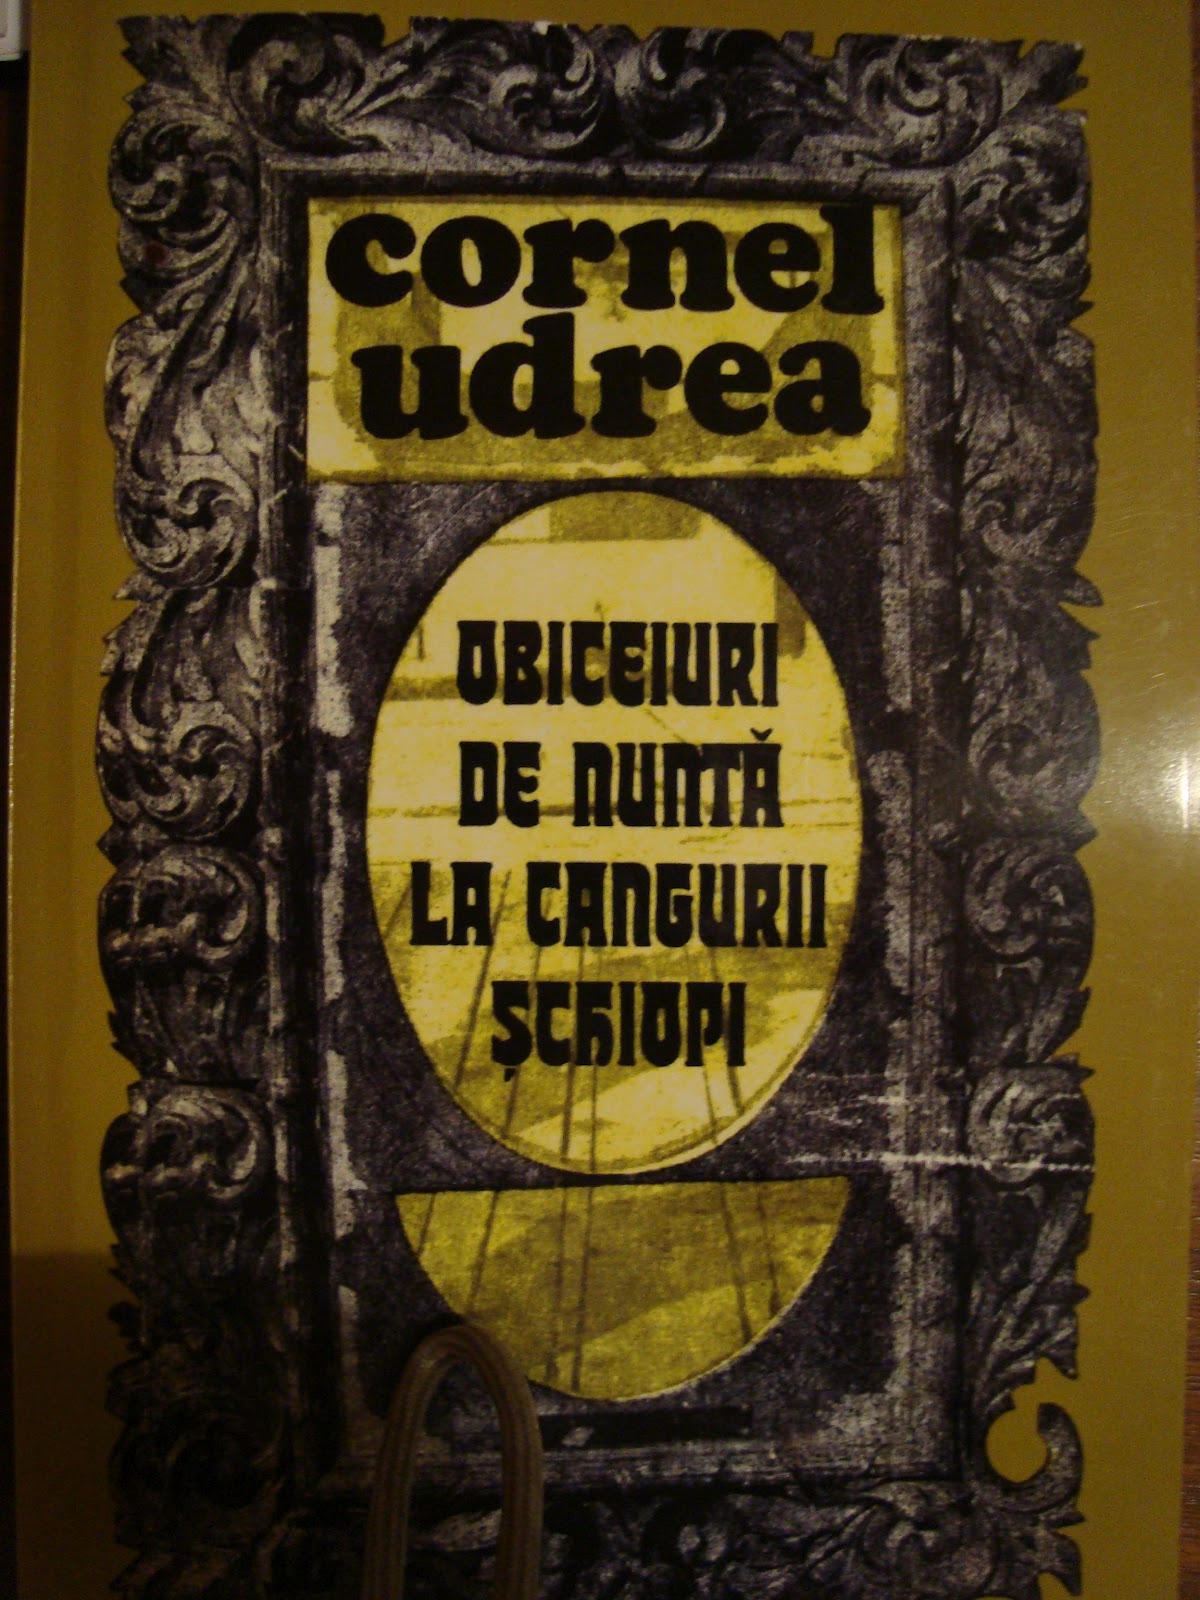 cornel
udrea
OBICEIURI
DE NUNTĂ
LA CANGURII
ȘCHIOPI